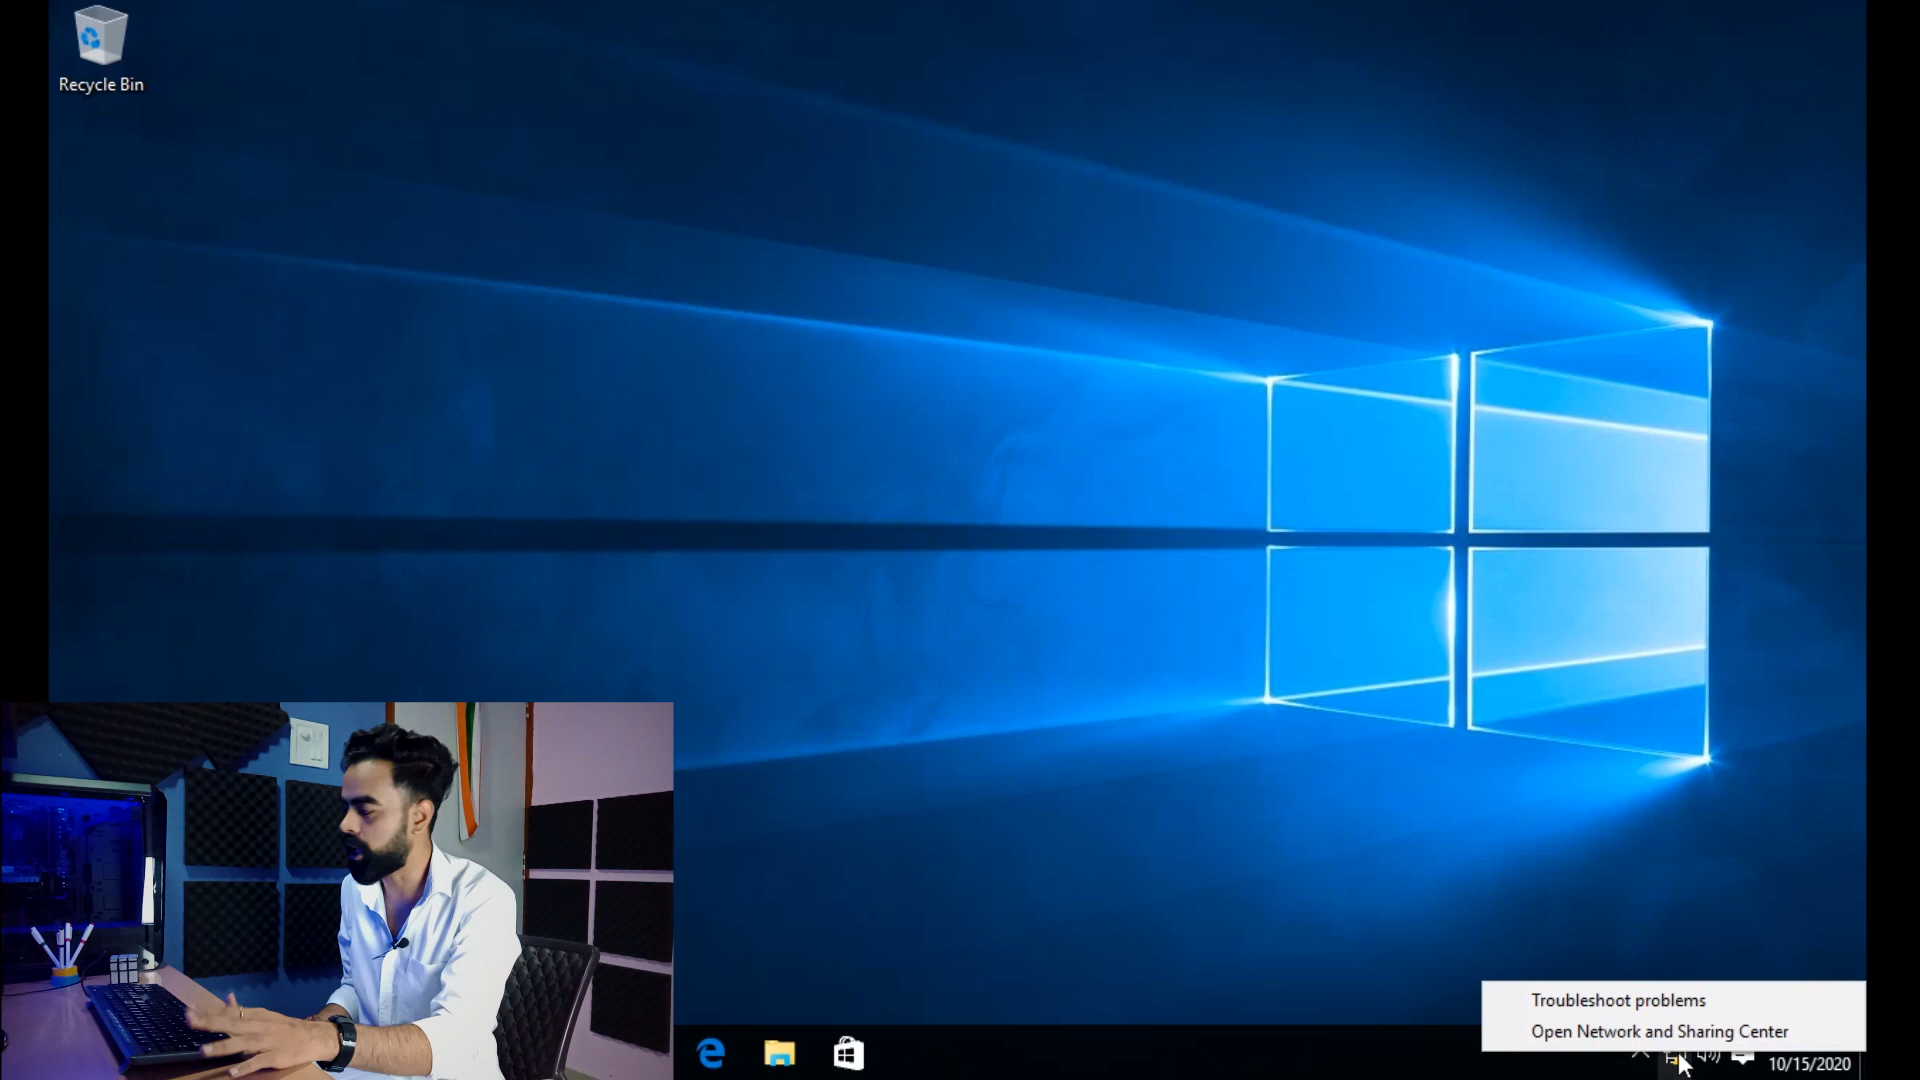 Recycle Bin
Troubleshoot problems
Open Network and Sharing Center
10/15/2020